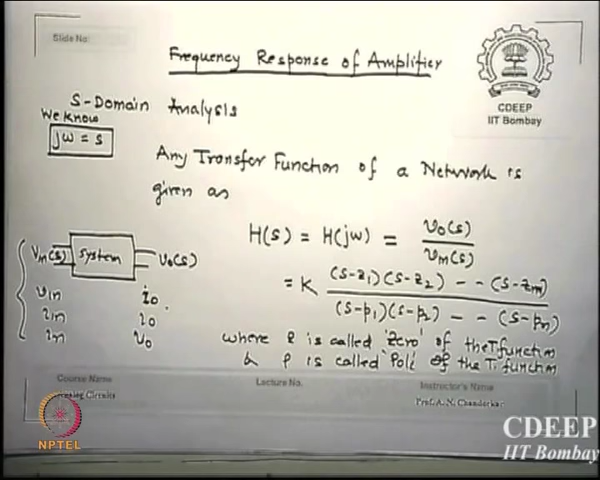 Slide No:
Frequency Response of Amplifier
CDEEP
IIT Bombay
S-Domain Analysis
We know
jω = s
Any Transfer Function of a Network is
given as
H(s) = H(jω) = vo(s) / vin(s)
Vin(s) System Vo(s)
= K (s-z1)(s-z2) -- (s-zm) / (s-p1)(s-p2) -- (s-pn)
vin io
iin io
iin vo
where z is called 'Zero' of the Tfunction
& p is called 'Pole' of the T. function
Course Name
Lecture No.
Instructor's Name
Analog Circuits
Prof. A. N. Chandorkar
NPTEL
CDEEP
IIT Bombay